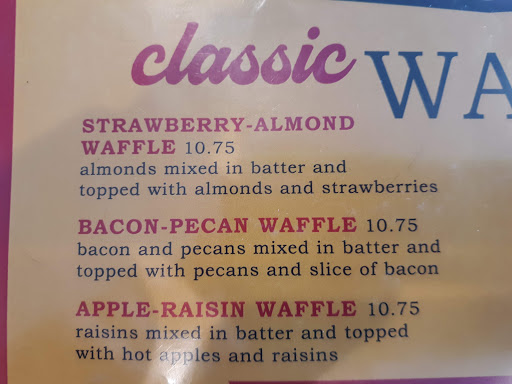 classic WA
STRAWBERRY-ALMOND
WAFFLE 10.75
almonds mixed in batter and
topped with almonds and strawberries
BACON-PECAN WAFFLE 10.75
bacon and pecans mixed in batter and
topped with pecans and slice of bacon
APPLE-RAISIN WAFFLE 10.75
raisins mixed in batter and topped
with hot apples and raisins